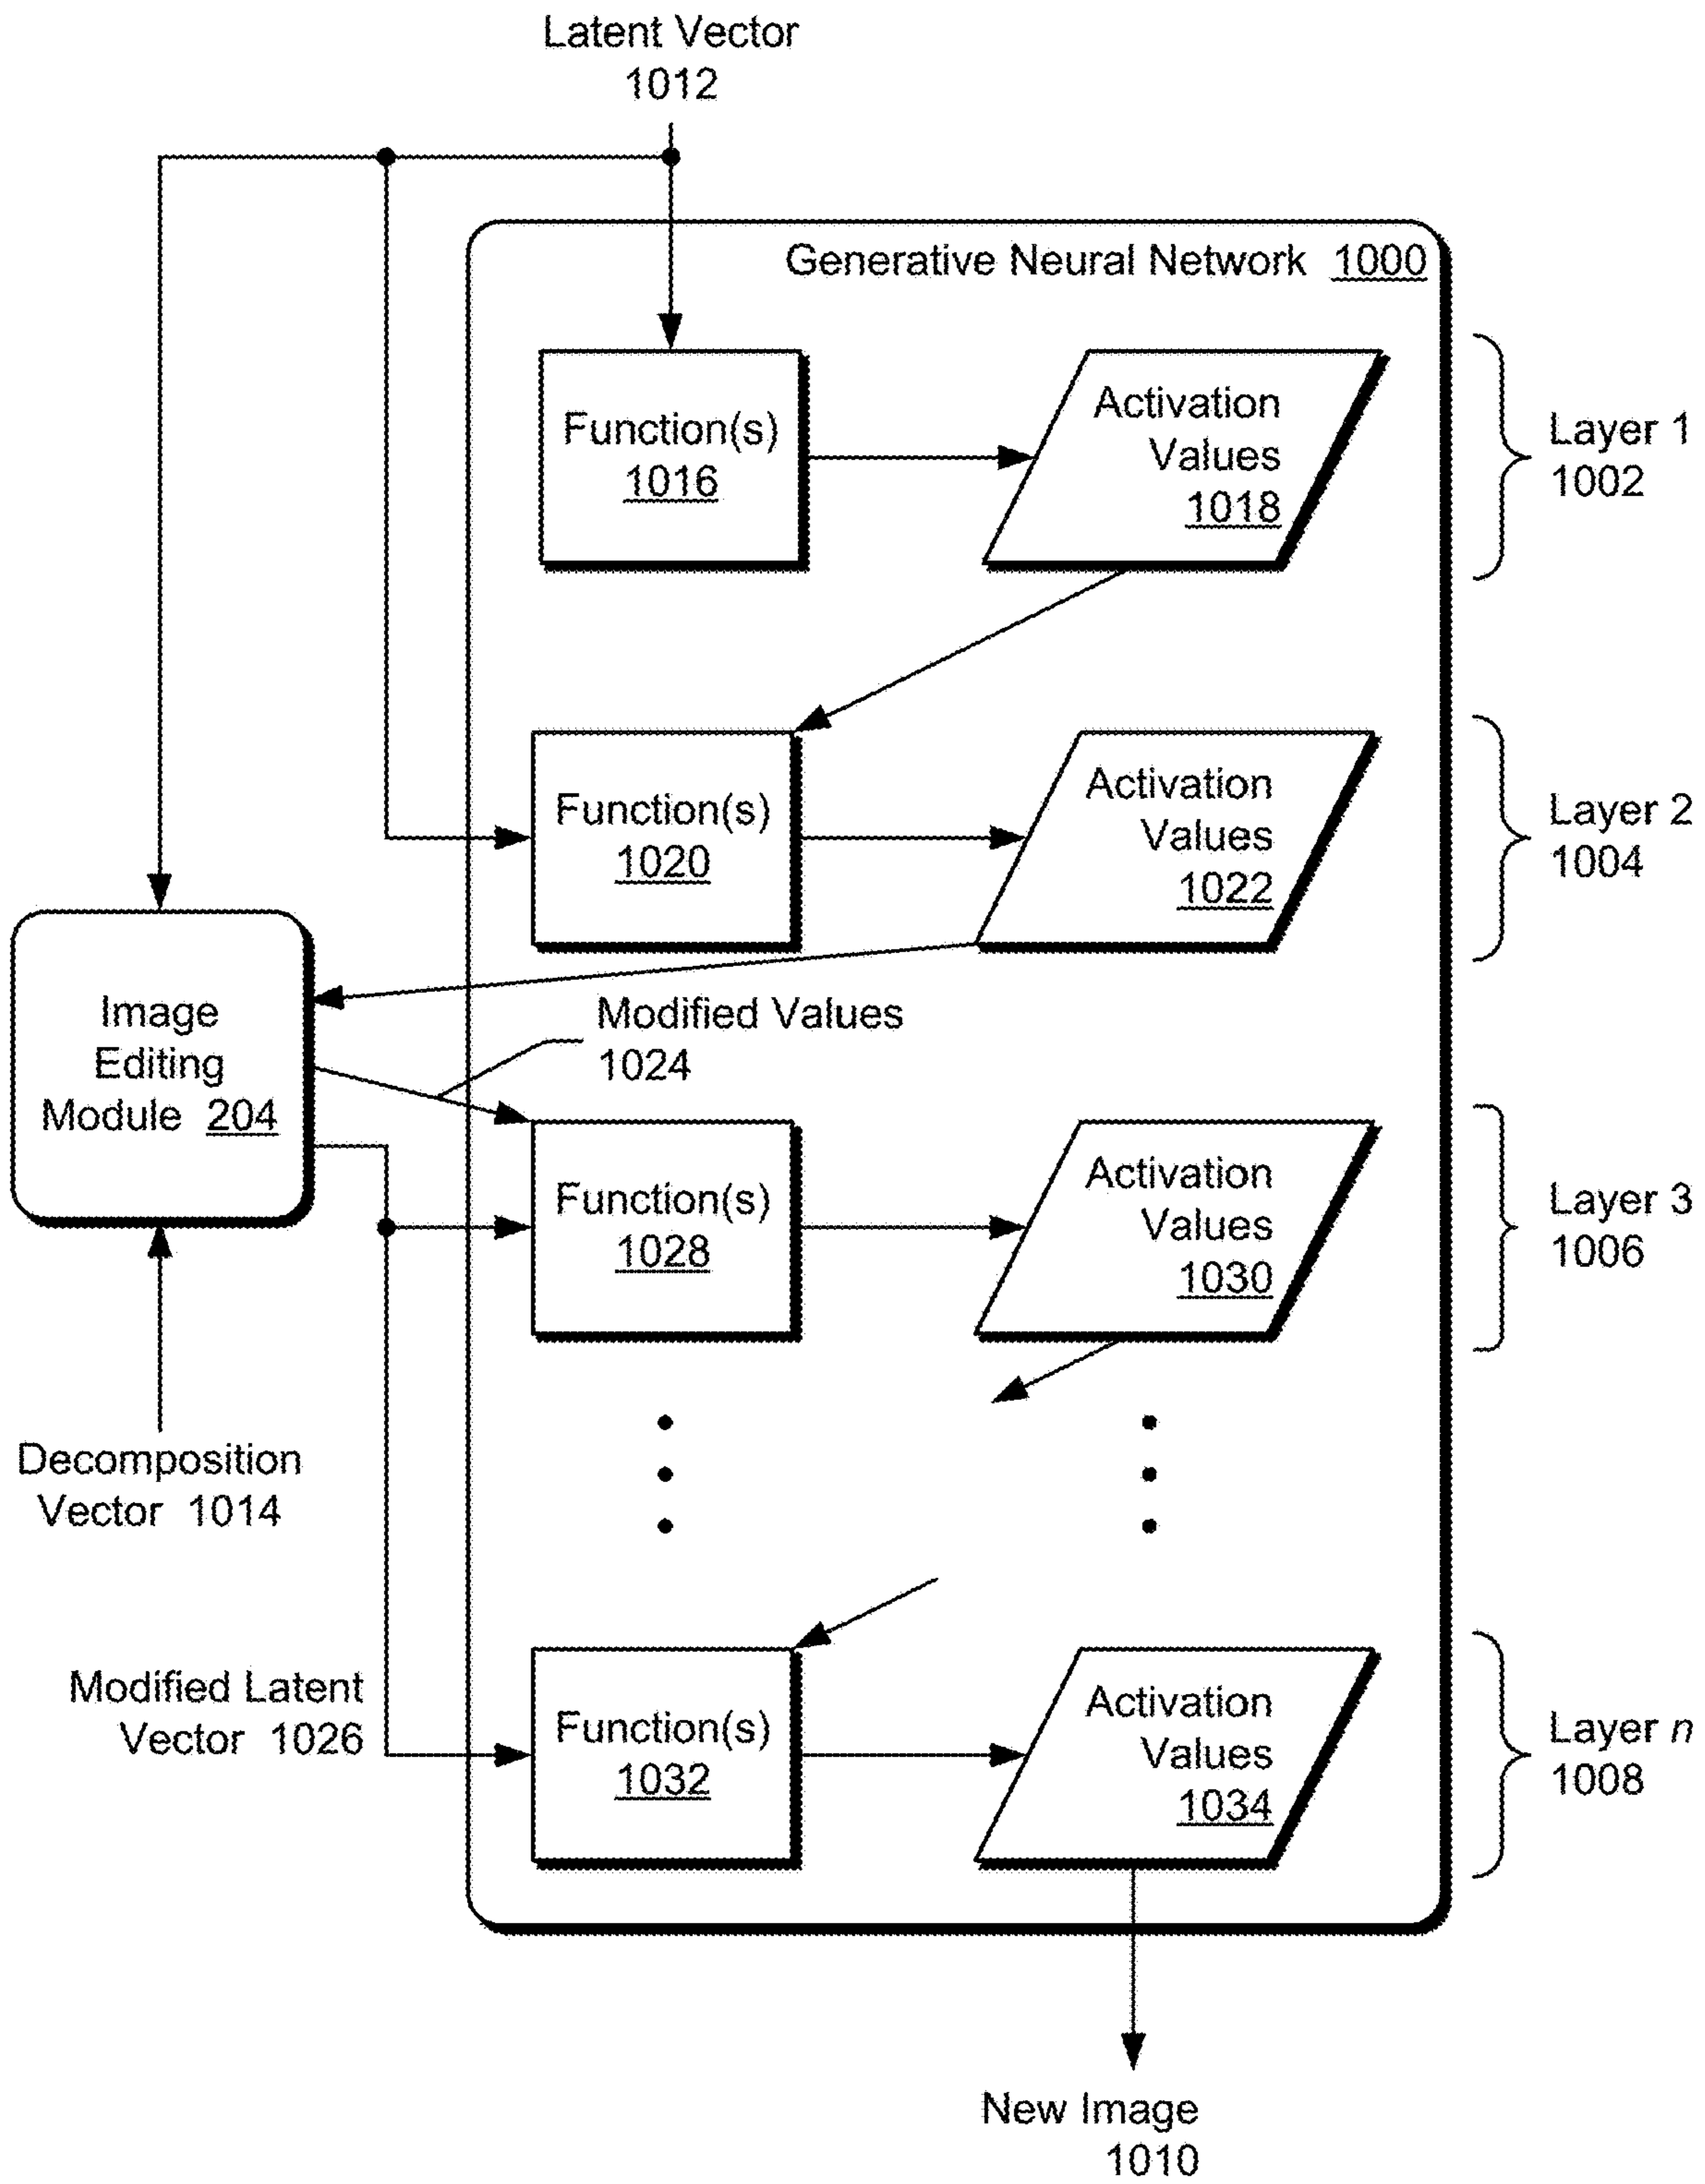 Latent Vector
1012
Generative Neural Network 1000
Function(s)
1016
Activation
Values
1018
Layer 1
1002
Function(s)
1020
Activation
Values
1022
Layer 2
1004
Image
Editing
Module 204
Modified Values
1024
Function(s)
1028
Activation
Values
1030
Layer 3
1006
Decomposition
Vector 1014
Modified Latent
Vector 1026
Function(s)
1032
Activation
Values
1034
Layer n
1008
New Image
1010